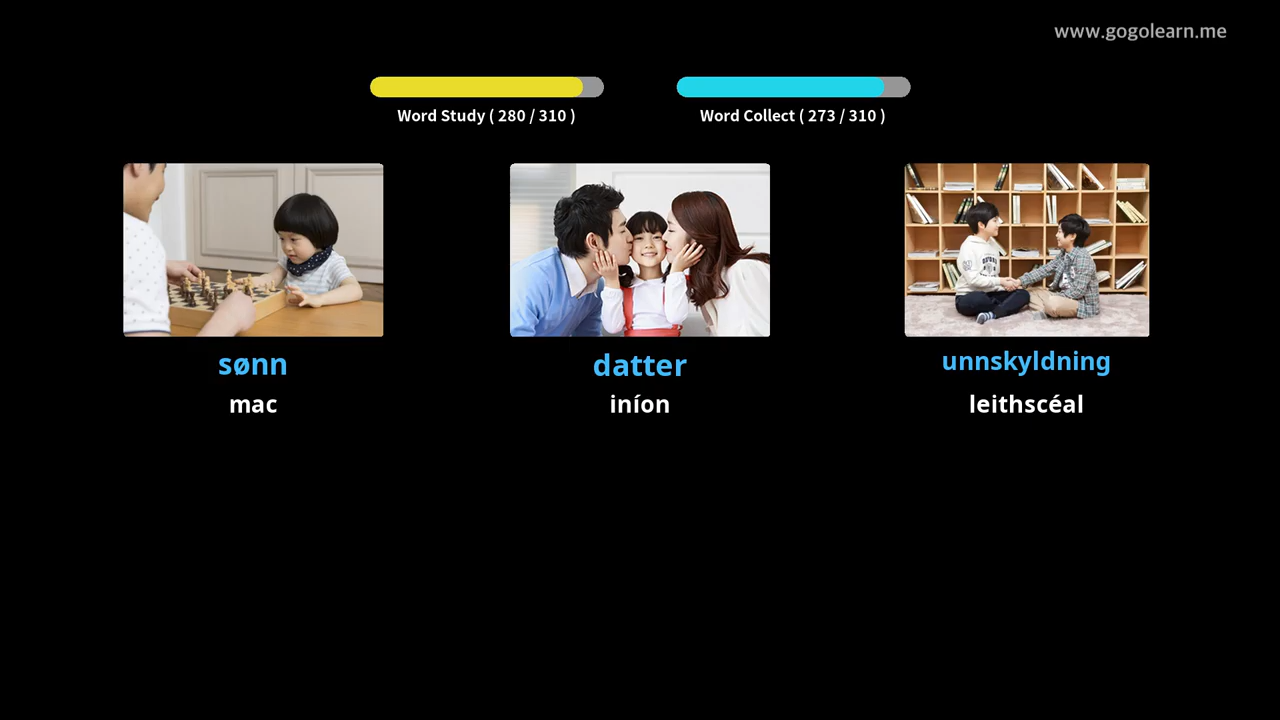 www.gogolearn.me
Word Study ( 280 / 310 )
Word Collect ( 273 / 310 )
sønn
datter
unnskyldning
mac
iníon
leithscéal